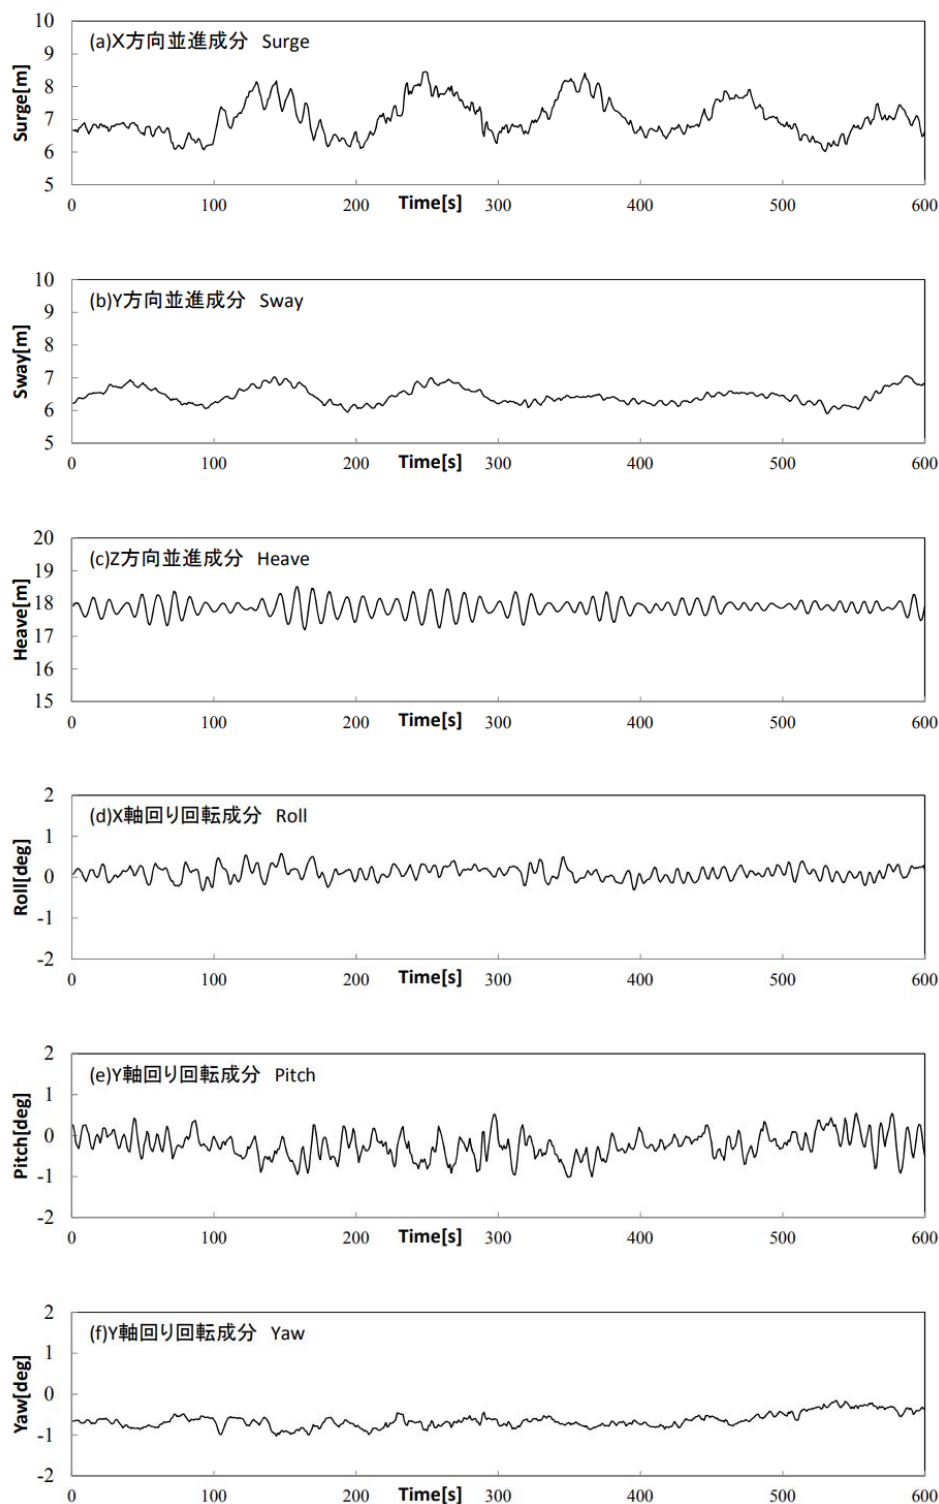 10
9
(a)X方向並進成分 Surge
8
Surge[m]
7
6
5
0 100 200 Time[s] 300 400 500 600
10
9
(b)Y方向並進成分 Sway
8
Sway[m]
7
6
5
0 100 200 Time[s] 300 400 500 600
20
(c)Z方向並進成分 Heave
19
18
Heave[m]
17
16
15
0 100 200 Time[s] 300 400 500 600
2
(d)X軸回り回転成分 Roll
1
Roll[deg]
0
-1
-2
0 100 200 Time[s] 300 400 500 600
2
(e)Y軸回り回転成分 Pitch
1
Pitch[deg]
0
-1
-2
0 100 200 Time[s] 300 400 500 600
2
(f)Y軸回り回転成分 Yaw
1
Yaw[deg]
0
-1
-2
0 100 200 Time[s] 300 400 500 600